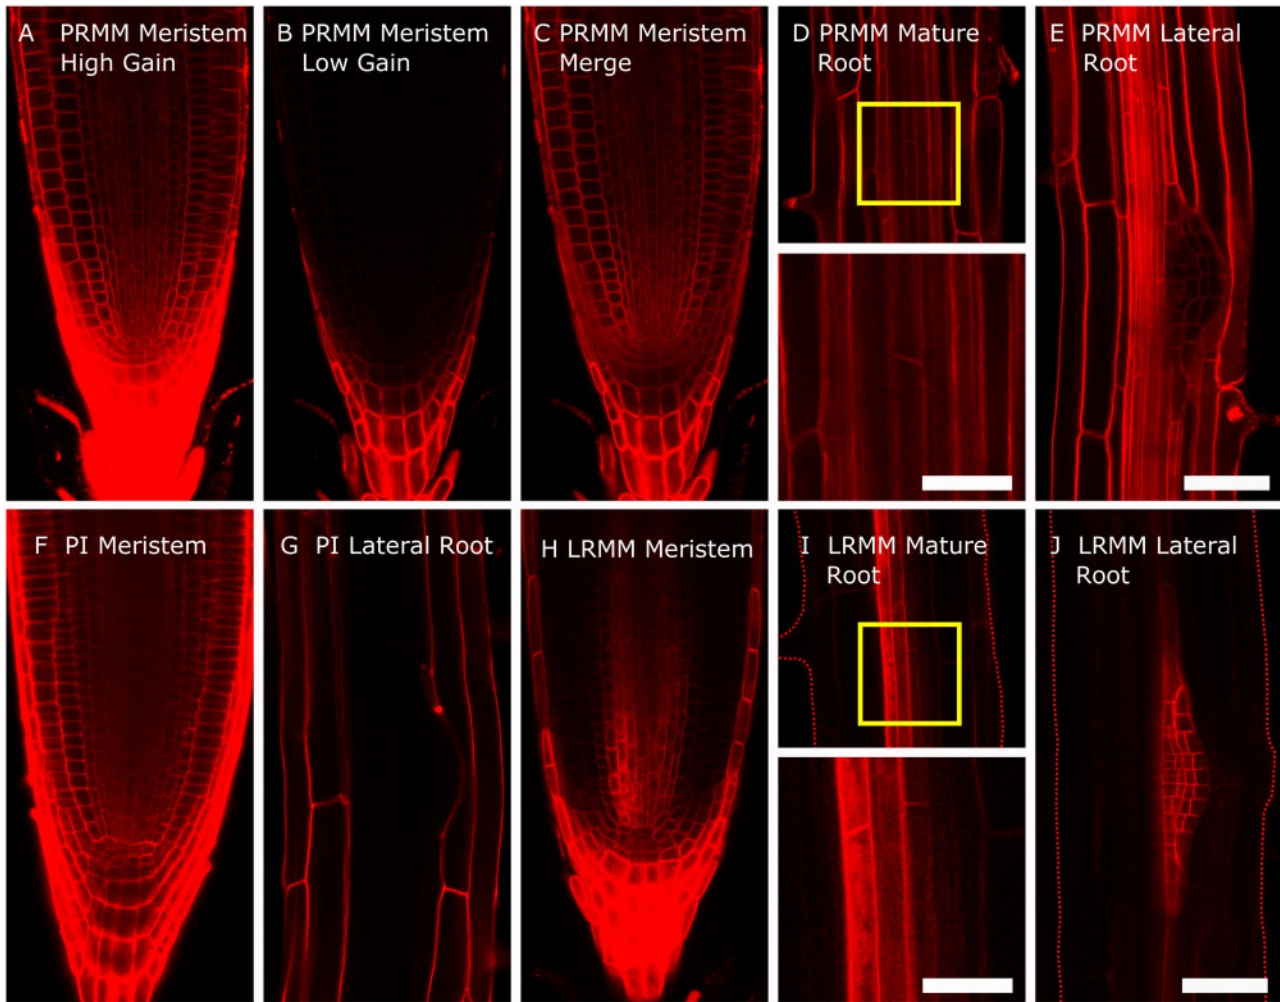 A PRMM Meristem
High Gain
B PRMM Meristem
Low Gain
C PRMM Meristem
Merge
D PRMM Mature
Root
E PRMM Lateral
Root
F PI Meristem
G PI Lateral Root
H LRMM Meristem
I LRMM Mature
Root
J LRMM Lateral
Root